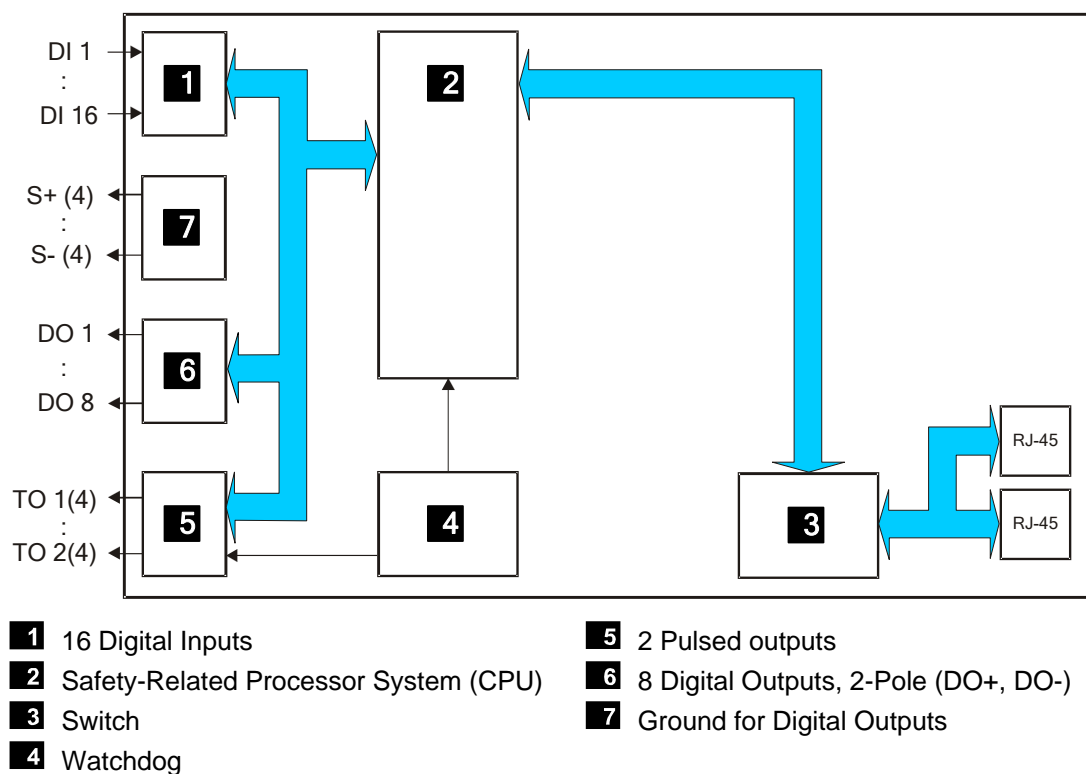 DI 1
:
DI 16
1
2
S+ (4)
:
S- (4)
7
DO 1
:
DO 8
6
RJ-45
TO 1(4)
:
TO 2(4)
5
4
3
RJ-45
1 16 Digital Inputs
2 Safety-Related Processor System (CPU)
3 Switch
4 Watchdog
5 2 Pulsed outputs
6 8 Digital Outputs, 2-Pole (DO+, DO-)
7 Ground for Digital Outputs